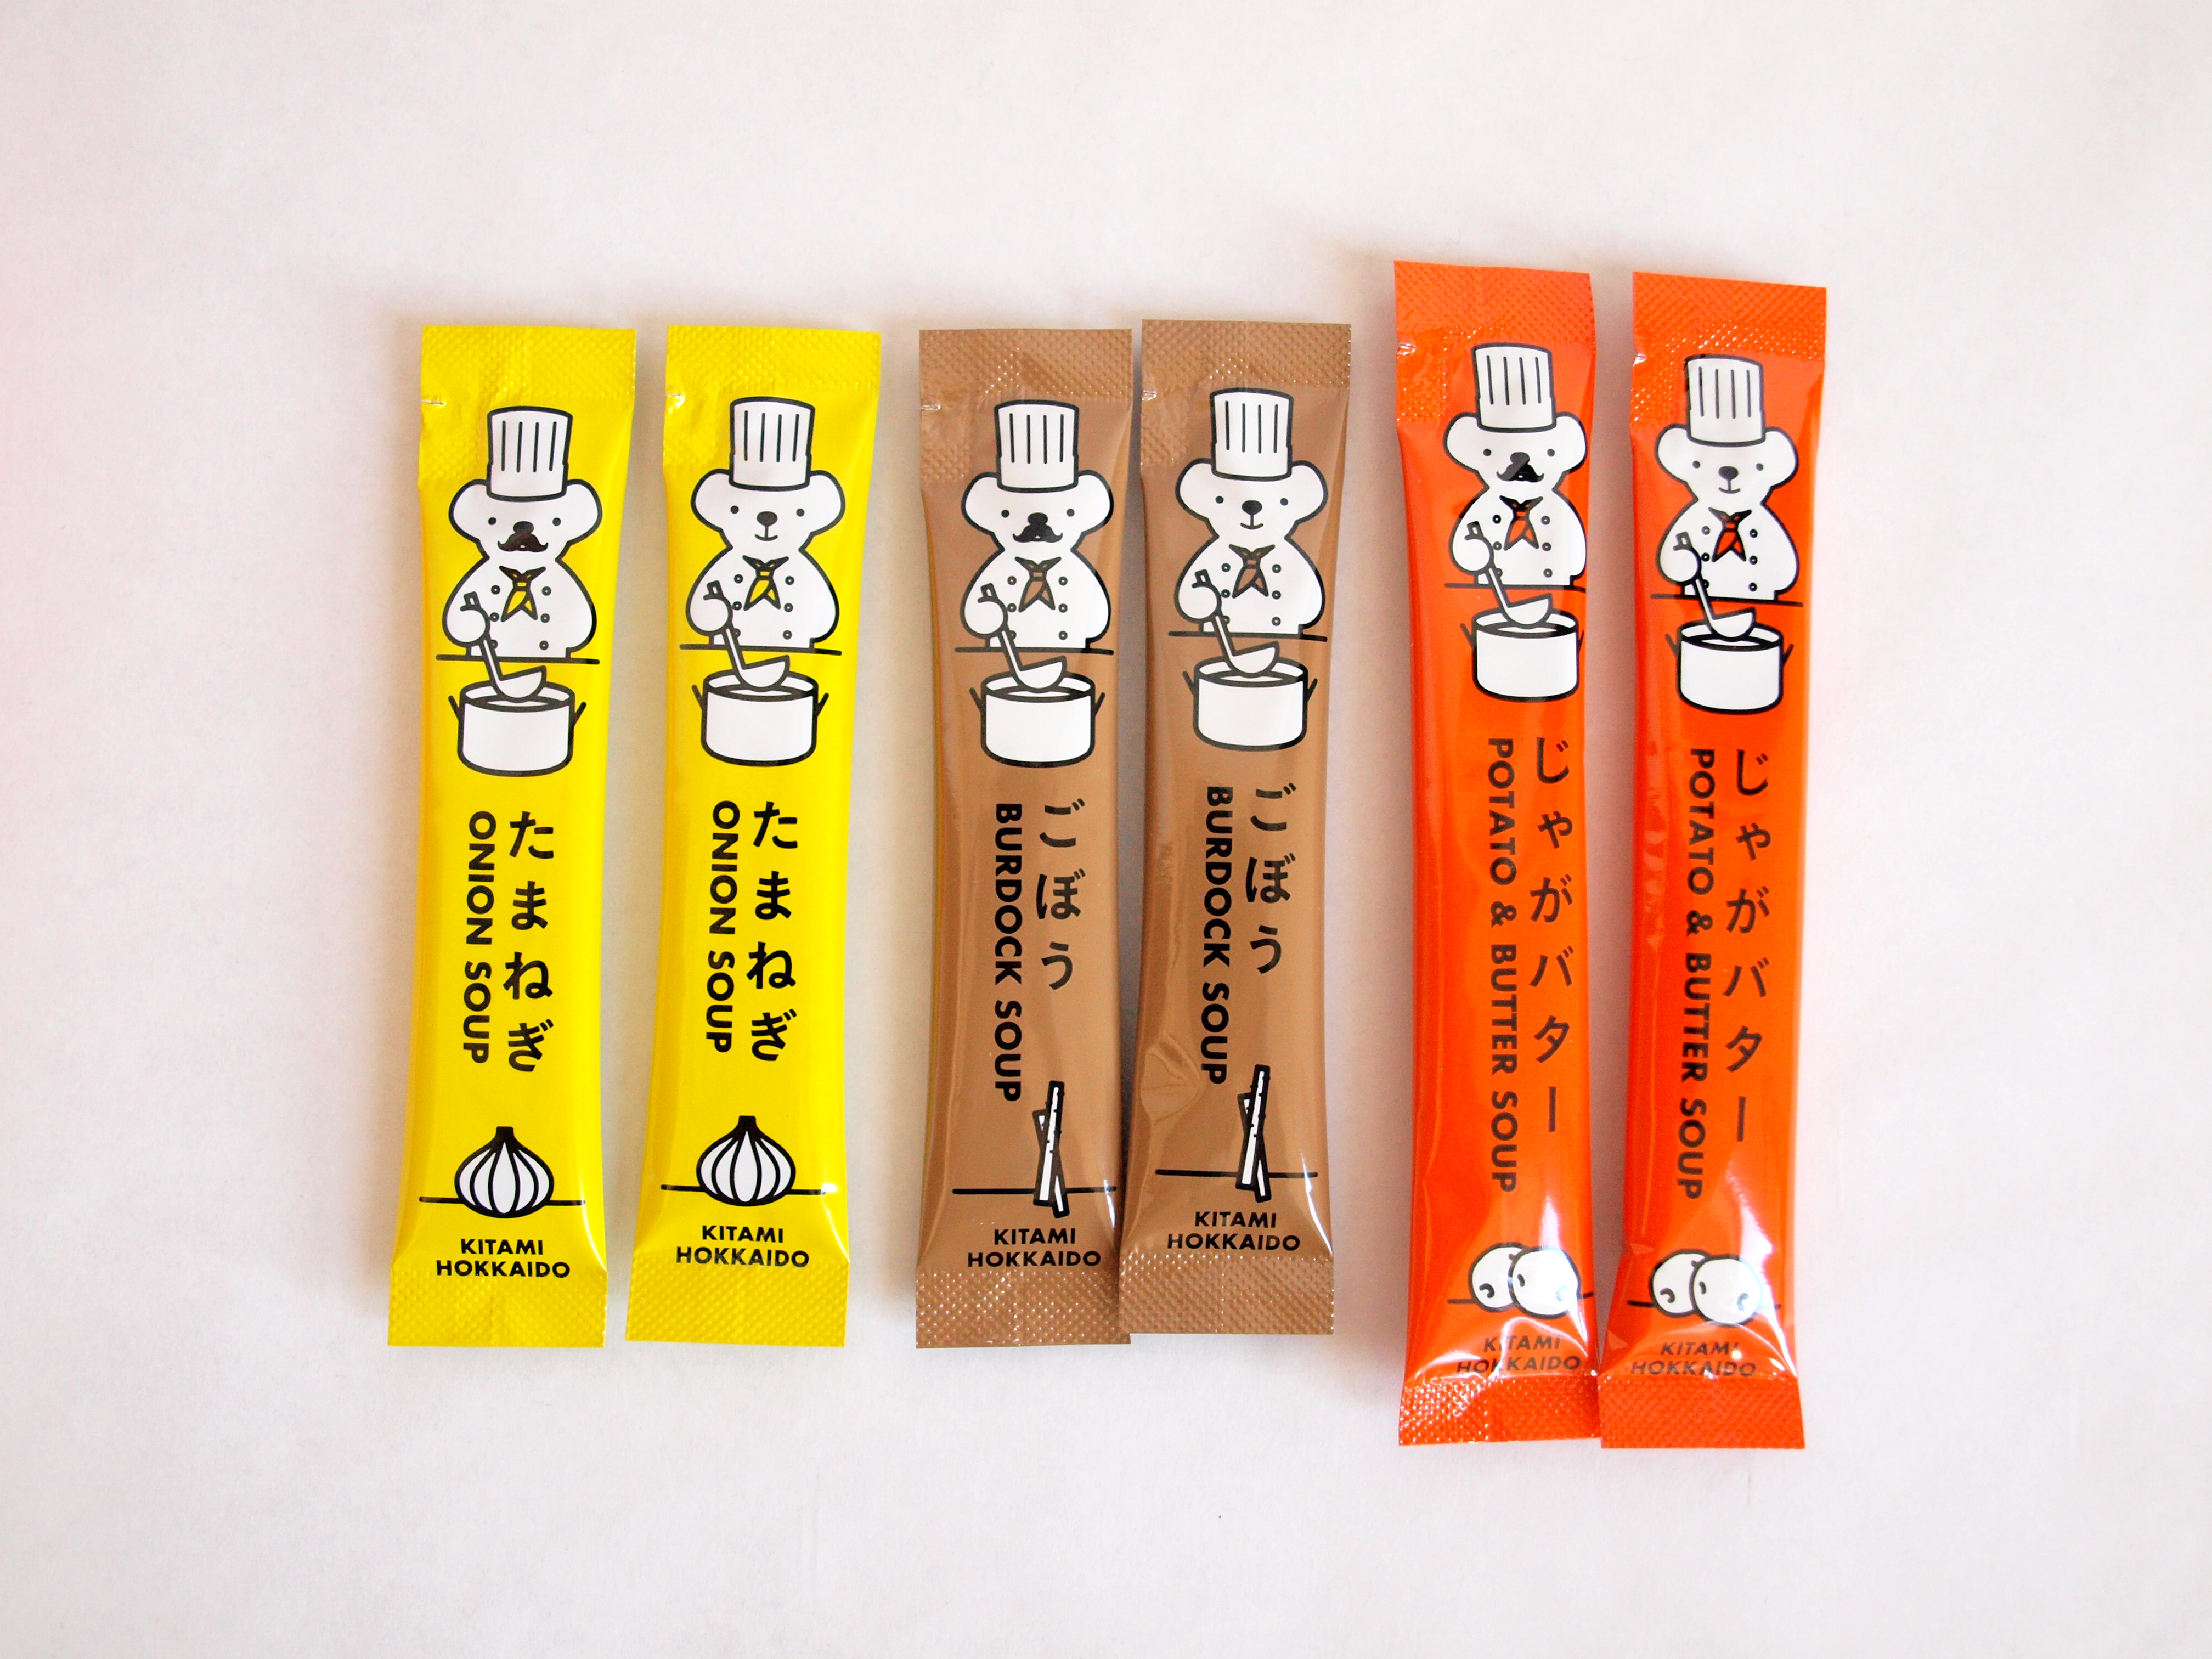 たまねぎ
ONION SOUP
KITAMI
HOKKAIDO
たまねぎ
ONION SOUP
KITAMI
HOKKAIDO
ごぼう
BURDOCK SOUP
KITAMI
HOKKAIDO
ごぼう
BURDOCK SOUP
KITAMI
HOKKAIDO
じゃがバター
POTATO & BUTTER SOUP
KITAMI
HOKKAIDO
じゃがバター
POTATO & BUTTER SOUP
KITAMI
HOKKAIDO